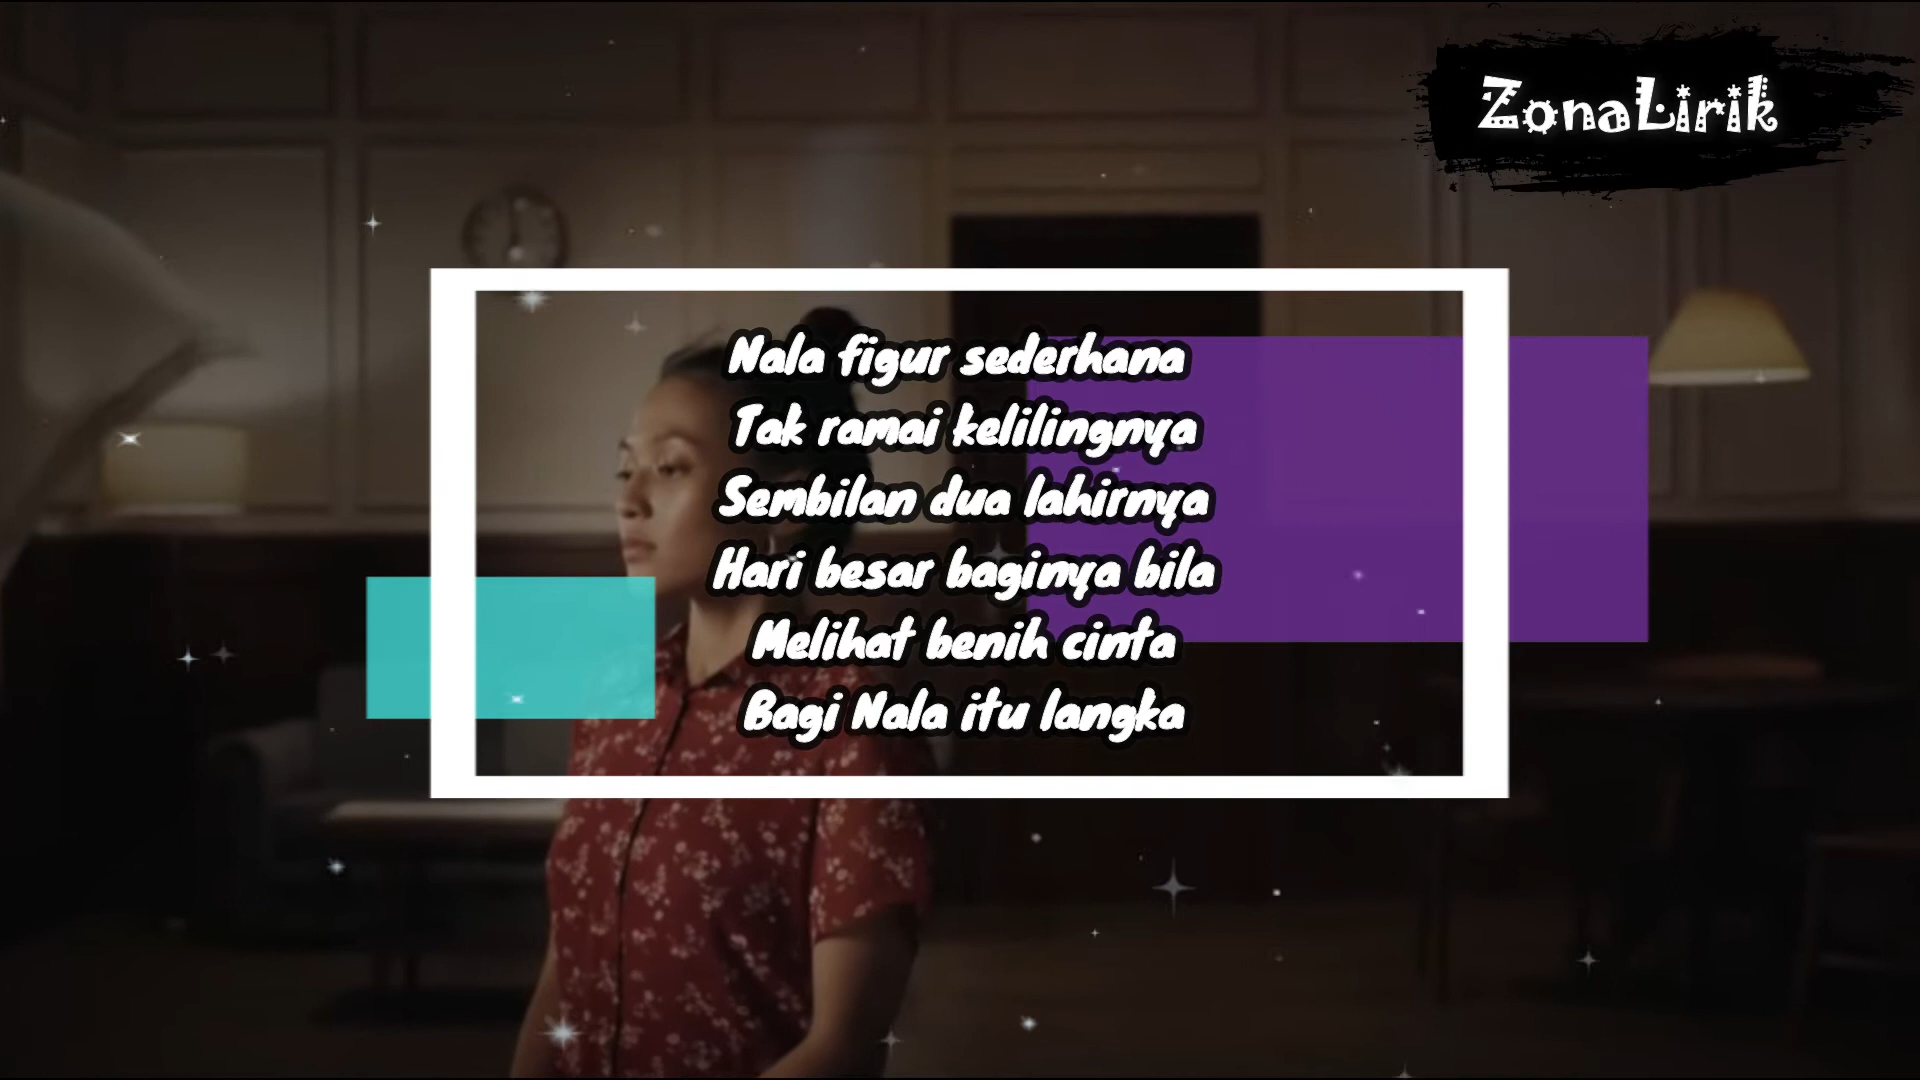 ZonaLirik
Nala figur sederhana
Tak ramai kelilingnya
Sembilan dua lahirnya
Hari besar baginya bila
Melihat benih cinta
Bagi Nala itu langka